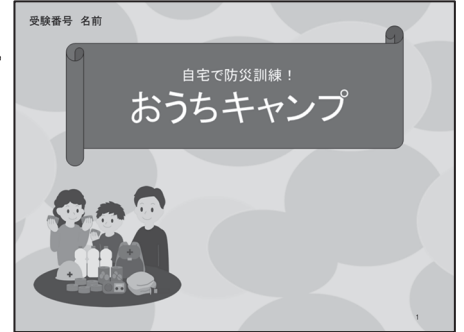 受験番号 名前
自宅で防災訓練！
おうちキャンプ
1